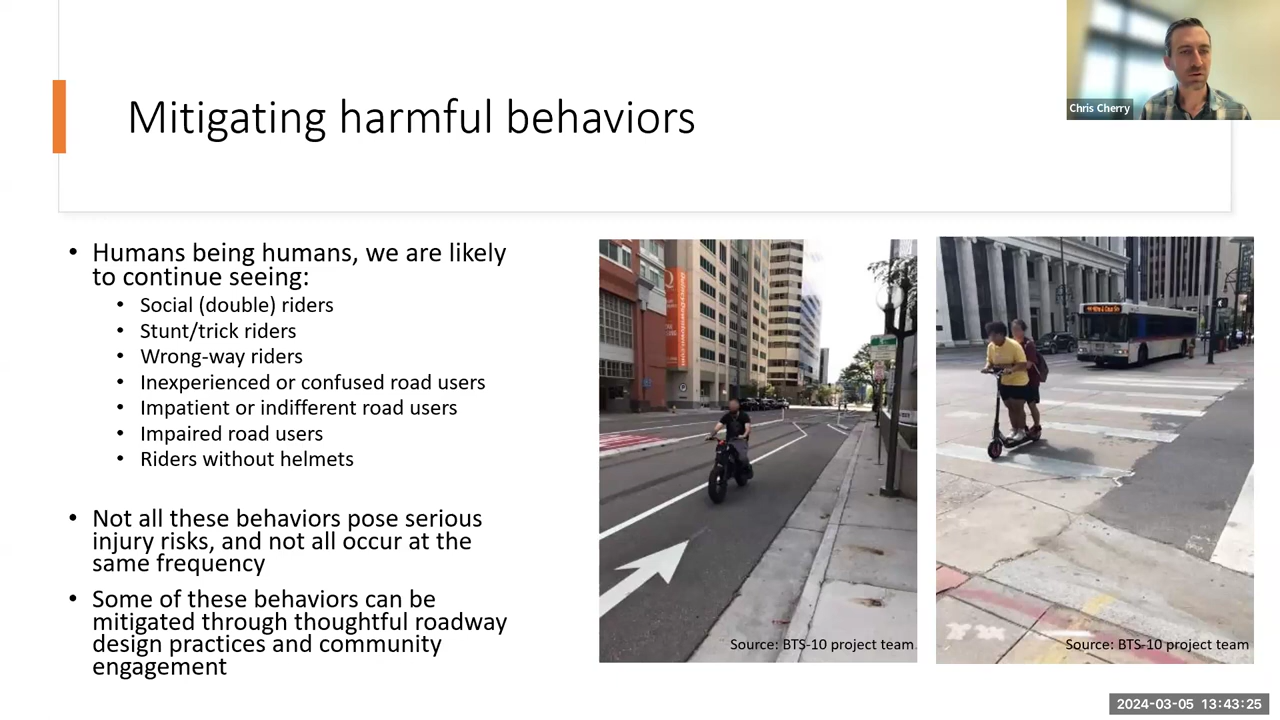 Chris Cherry
Mitigating harmful behaviors
• Humans being humans, we are likely
to continue seeing:
• Social (double) riders
• Stunt/trick riders
• Wrong-way riders
• Inexperienced or confused road users
• Impatient or indifferent road users
• Impaired road users
• Riders without helmets
• Not all these behaviors pose serious
injury risks, and not all occur at the
same frequency
• Some of these behaviors can be
mitigated through thoughtful roadway
design practices and community
engagement
Source: BTS-10 project team
Source: BTS-10 project team
2024-03-05 13:43:25